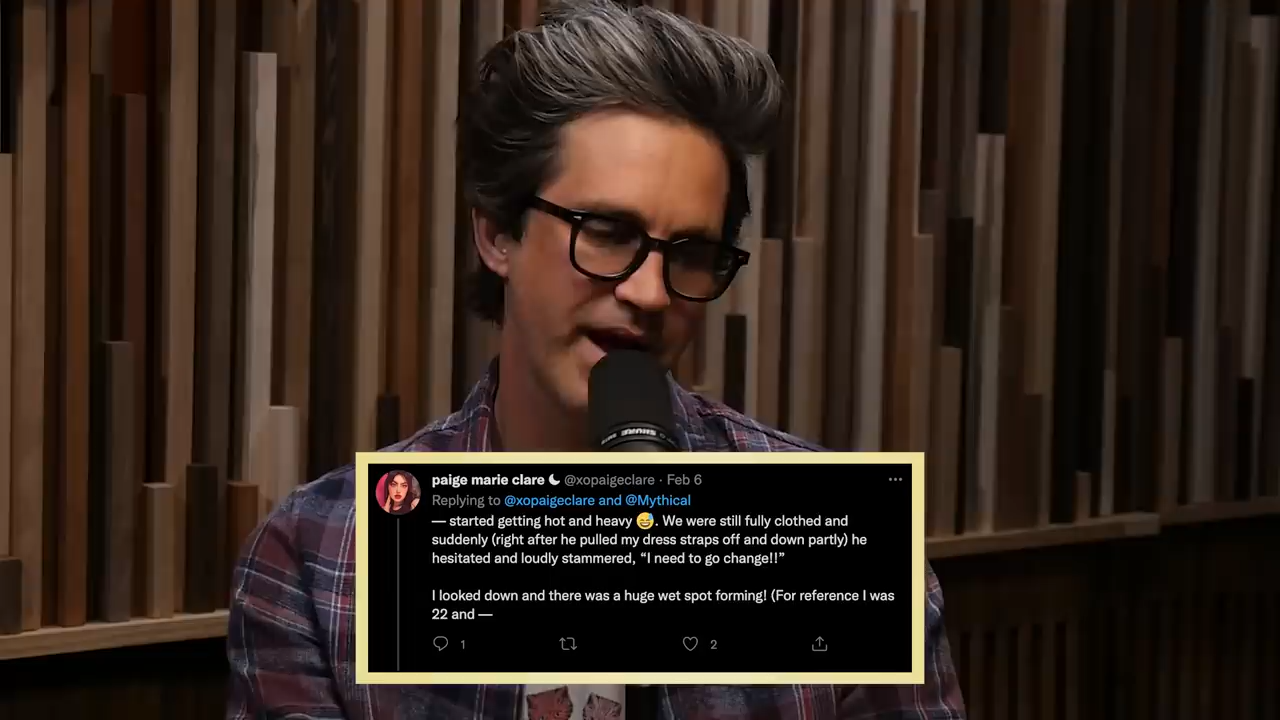 SHURE
paige marie clare @xopaigeclare · Feb 6
Replying to @xopaigeclare and @Mythical
— started getting hot and heavy 😅. We were still fully clothed and
suddenly (right after he pulled my dress straps off and down partly) he
hesitated and loudly stammered, “I need to go change!!”
I looked down and there was a huge wet spot forming! (For reference I was
22 and —
1
2